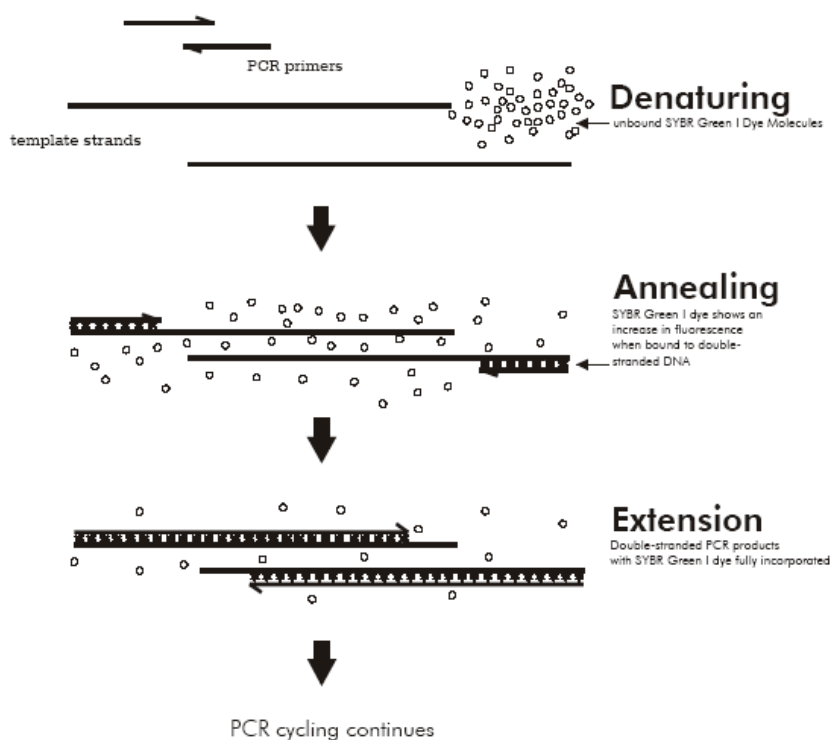 PCR primers
Denaturing
unbound SYBR Green I Dye Molecules
template strands
Annealing
SYBR Green I dye shows an
increase in fluorescence
when bound to double-
stranded DNA
Extension
Double-stranded PCR products
with SYBR Green I dye fully incorporated
PCR cycling continues